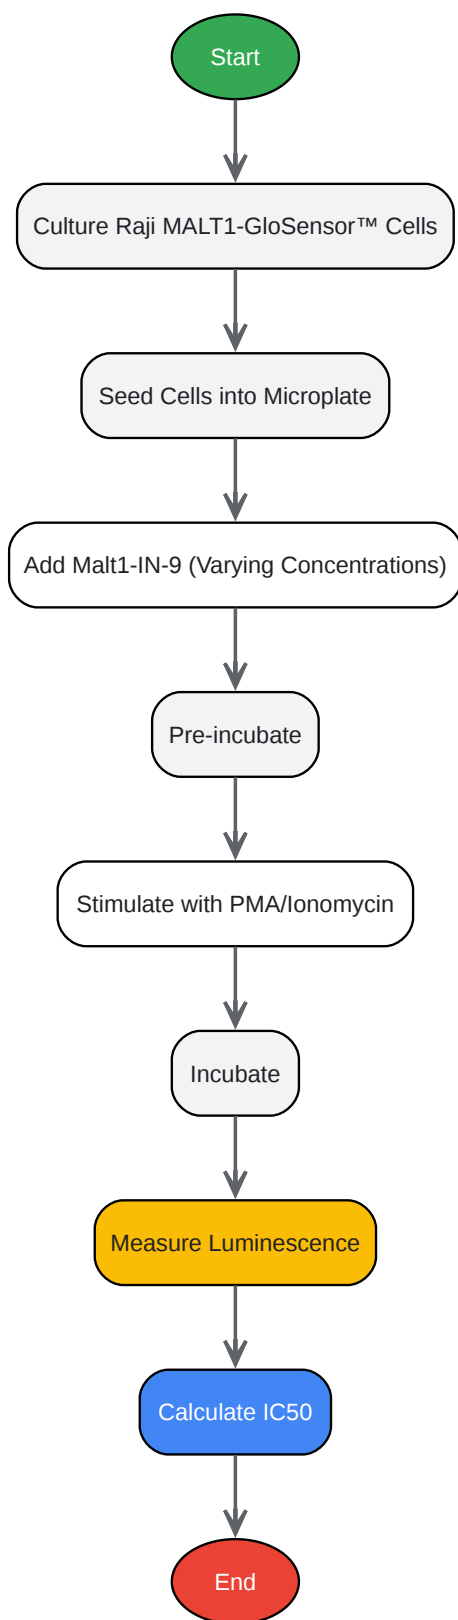 Start
Culture Raji MALT1-GloSensor™ Cells
Seed Cells into Microplate
Add Malt1-IN-9 (Varying Concentrations)
Pre-incubate
Stimulate with PMA/Ionomycin
Incubate
Measure Luminescence
Calculate IC50
End